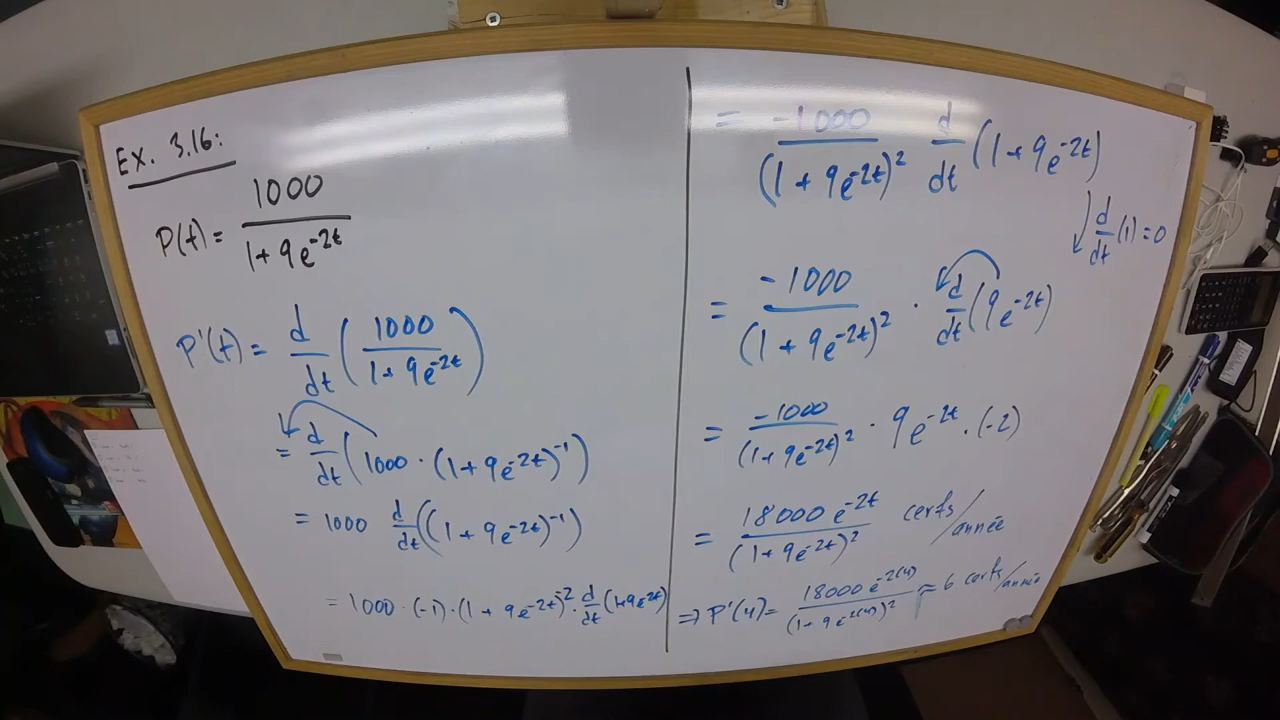 Ex. 3.16:
P(t) = 1000 / (1 + 9e^{-2t})
P'(t) = d/dt (1000 / (1 + 9e^{-2t}))
= d/dt (1000 · (1 + 9e^{-2t})^{-1})
= 1000 d/dt ((1 + 9e^{-2t})^{-1})
= 1000 · (-1) · (1 + 9e^{-2t})^{-2} · d/dt (1+9e^{-2t})
= -1000 / (1 + 9e^{-2t})^2 d/dt (1 + 9e^{-2t})
d/dt (1) = 0
= -1000 / (1 + 9e^{-2t})^2 · d/dt (9e^{-2t})
= -1000 / (1 + 9e^{-2t})^2 · 9e^{-2t} · (-2)
= 18000 e^{-2t} / (1 + 9e^{-2t})^2 cerfs/année
⇒ P'(4) = 18000 e^{-2(4)} / (1 + 9e^{-2(4)})^2 ≈ 6 cerfs/année